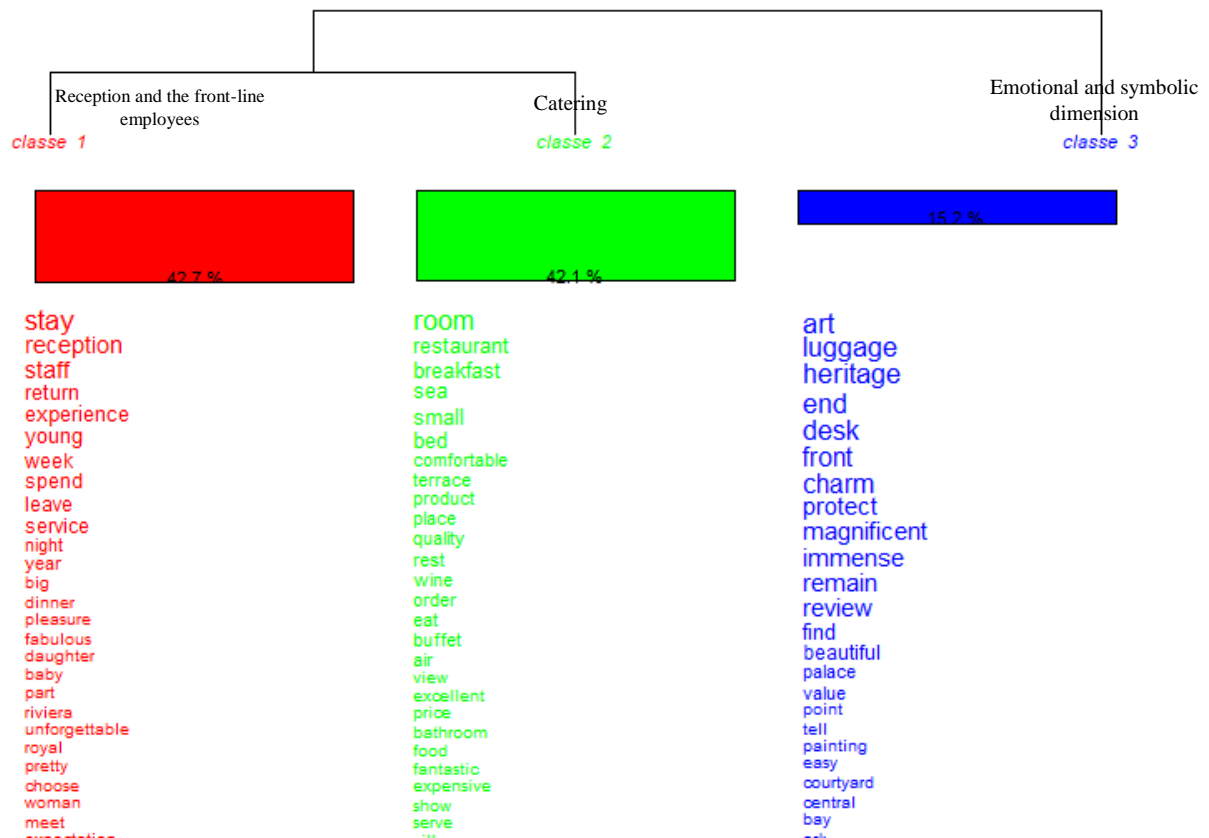 Reception and the front-line
employees
classe 1
Catering
classe 2
Emotional and symbolic
dimension
classe 3
42.7 %
42.1 %
15.2 %
stay
reception
staff
return
experience
young
week
spend
leave
service
night
year
big
dinner
pleasure
fabulous
daughter
baby
part
riviera
unforgettable
royal
pretty
choose
woman
meet
room
restaurant
breakfast
sea
small
bed
comfortable
terrace
product
place
quality
rest
wine
order
eat
buffet
air
view
excellent
price
bathroom
food
fantastic
expensive
show
serve
art
luggage
heritage
end
desk
front
charm
protect
magnificent
immense
remain
review
find
beautiful
palace
value
point
tell
painting
easy
courtyard
central
bay